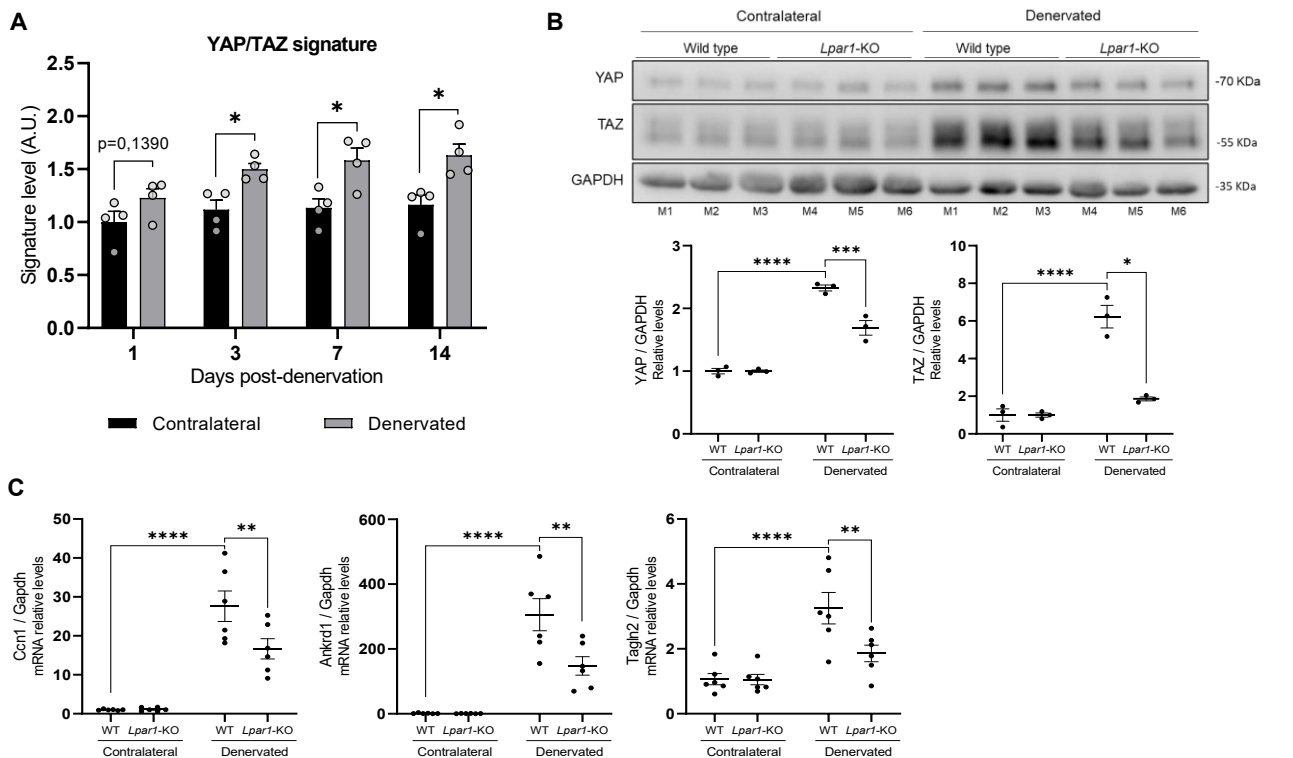 A
YAP/TAZ signature
Signature level (A.U.)
2.5
2.0
1.5
1.0
0.5
0.0
p=0,1390
*
*
*
1 3 7 14
Days post-denervation
Contralateral Denervated
B
Contralateral Denervated
Wild type Lpar1-KO Wild type Lpar1-KO
YAP -70 KDa
TAZ -55 KDa
GAPDH -35 KDa
M1 M2 M3 M4 M5 M6 M1 M2 M3 M4 M5 M6
YAP / GAPDH
Relative levels
3
2
1
0
**** ***
WT Lpar1-KO WT Lpar1-KO
Contralateral Denervated
TAZ / GAPDH
Relative levels
10
8
6
4
2
0
**** *
WT Lpar1-KO WT Lpar1-KO
Contralateral Denervated
C
Ccn1 / Gapdh
mRNA relative levels
50
40
30
20
10
0
**** **
WT Lpar1-KO WT Lpar1-KO
Contralateral Denervated
Ankrd1 / Gapdh
mRNA relative levels
600
400
200
0
**** **
WT Lpar1-KO WT Lpar1-KO
Contralateral Denervated
Tagln2 / Gapdh
mRNA relative levels
6
4
2
0
**** **
WT Lpar1-KO WT Lpar1-KO
Contralateral Denervated